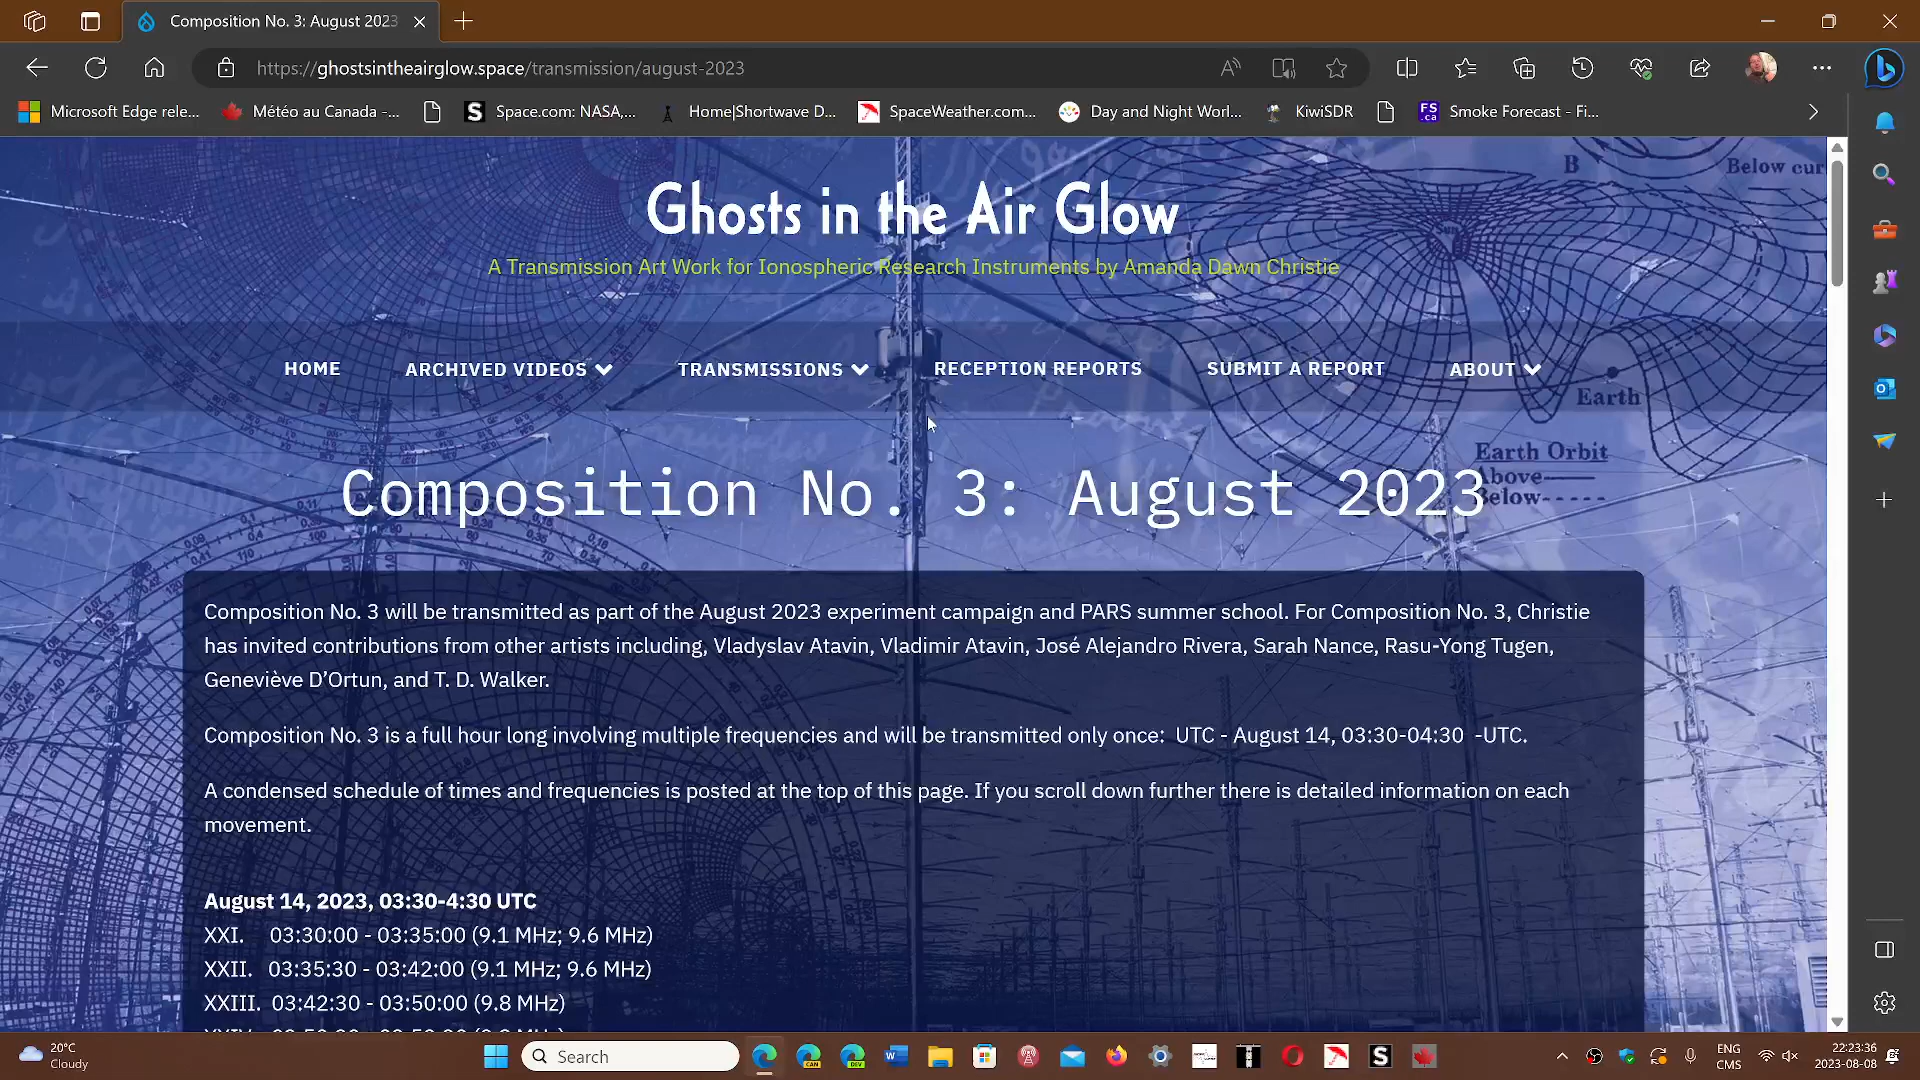 Composition No. 3: August 2023
https://ghostsintheairglow.space/transmission/august-2023
Microsoft Edge rele...
Météo au Canada -...
Space.com: NASA,...
Home|Shortwave D...
SpaceWeather.com...
Day and Night Worl...
KiwiSDR
FS.ca
Smoke Forecast - Fi...
B
Below cur
Ghosts in the Air Glow
Sun
A Transmission Art Work for Ionospheric Research Instruments by Amanda Dawn Christie
HOME
ARCHIVED VIDEOS
TRANSMISSIONS
RECEPTION REPORTS
SUBMIT A REPORT
ABOUT
Earth
Earth Orbit
Above
Below
Composition No. 3: August 2023
Composition No. 3 will be transmitted as part of the August 2023 experiment campaign and PARS summer school. For Composition No. 3, Christie
has invited contributions from other artists including, Vladyslav Atavin, Vladimir Atavin, José Alejandro Rivera, Sarah Nance, Rasu-Yong Tugen,
Geneviève D’Ortun, and T. D. Walker.
Composition No. 3 is a full hour long involving multiple frequencies and will be transmitted only once: UTC - August 14, 03:30-04:30 -UTC.
A condensed schedule of times and frequencies is posted at the top of this page. If you scroll down further there is detailed information on each
movement.
August 14, 2023, 03:30-4:30 UTC
XXI. 03:30:00 - 03:35:00 (9.1 MHz; 9.6 MHz)
XXII. 03:35:30 - 03:42:00 (9.1 MHz; 9.6 MHz)
XXIII. 03:42:30 - 03:50:00 (9.8 MHz)
20°C
Cloudy
Search
CAN
DEV
ENG
CMS
22:23:36
2023-08-08